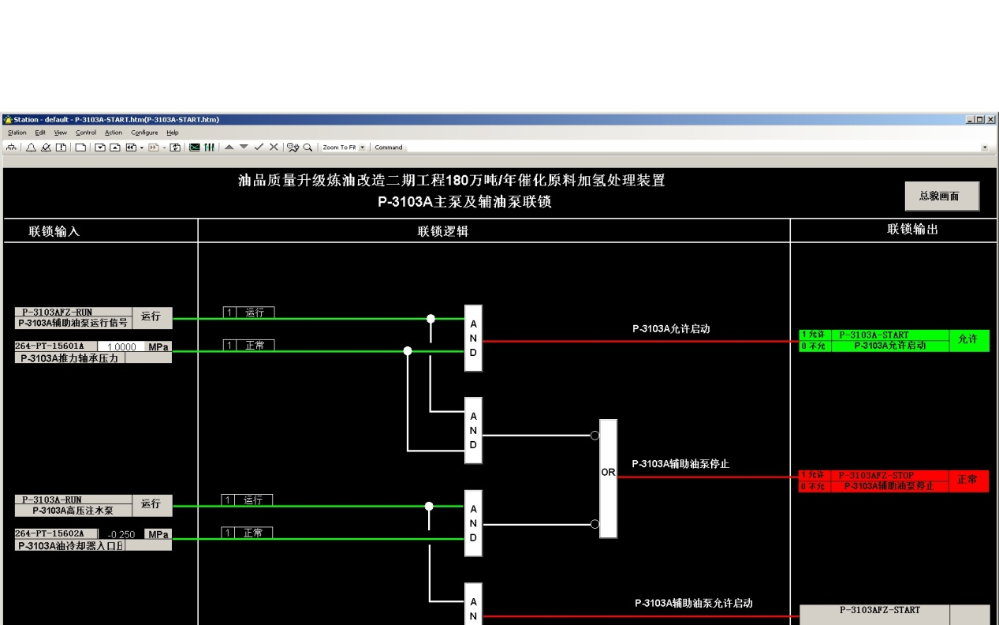 Station - default - P-3103A-START.htm(P-3103A-START.htm)
Station Edit View Control Action Configure Help
Zoom To Fit Command
油品质量升级炼油改造二期工程180万吨/年催化原料加氢处理装置
P-3103A主泵及辅油泵联锁
总貌画面
联锁输入 联锁逻辑 联锁输出
P-3103AFZ-RUN 运行
P-3103A辅助油泵运行信号
1 运行
264-PT-15601A 1.0000 MPa
P-3103A推力轴承压力
1 正常
AND
P-3103A允许启动
1 允许 P-3103A-START 允许
0 不允 P-3103A允许启动
AND
OR
P-3103A辅助油泵停止
1 允许 P-3103AFZ-STOP 正常
0 不允 P-3103A辅助油泵停止
P-3103A-RUN 运行
P-3103A高压注水泵
1 运行
264-PT-15602A -0.250 MPa
P-3103A油冷却器入口
1 正常
AND
AN
P-3103A辅助油泵允许启动
P-3103AFZ-START